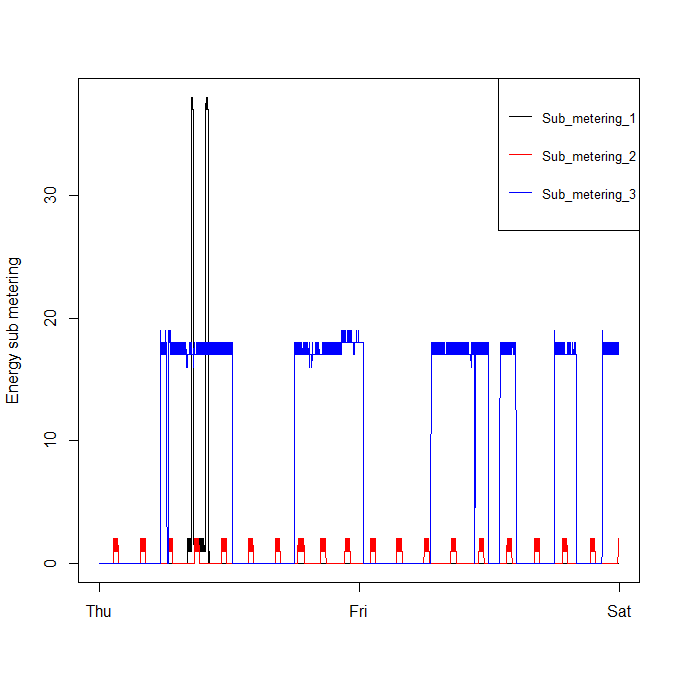 Sub_metering_1
Sub_metering_2
Sub_metering_3
Energy sub metering
30
20
10
0
Thu Fri Sat